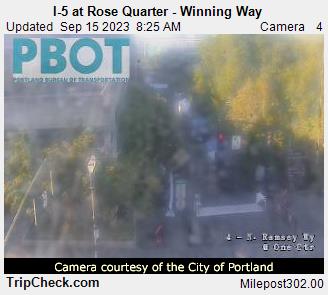 I-5 at Rose Quarter - Winning Way
Updated Sep 15 2023 8:25 AM Camera 4
PBOT
PORTLAND BUREAU OF TRANSPORTATION
4 - N. Ramsey Wy
W One Ctr
Camera courtesy of the City of Portland
TripCheck.com Milepost302.00